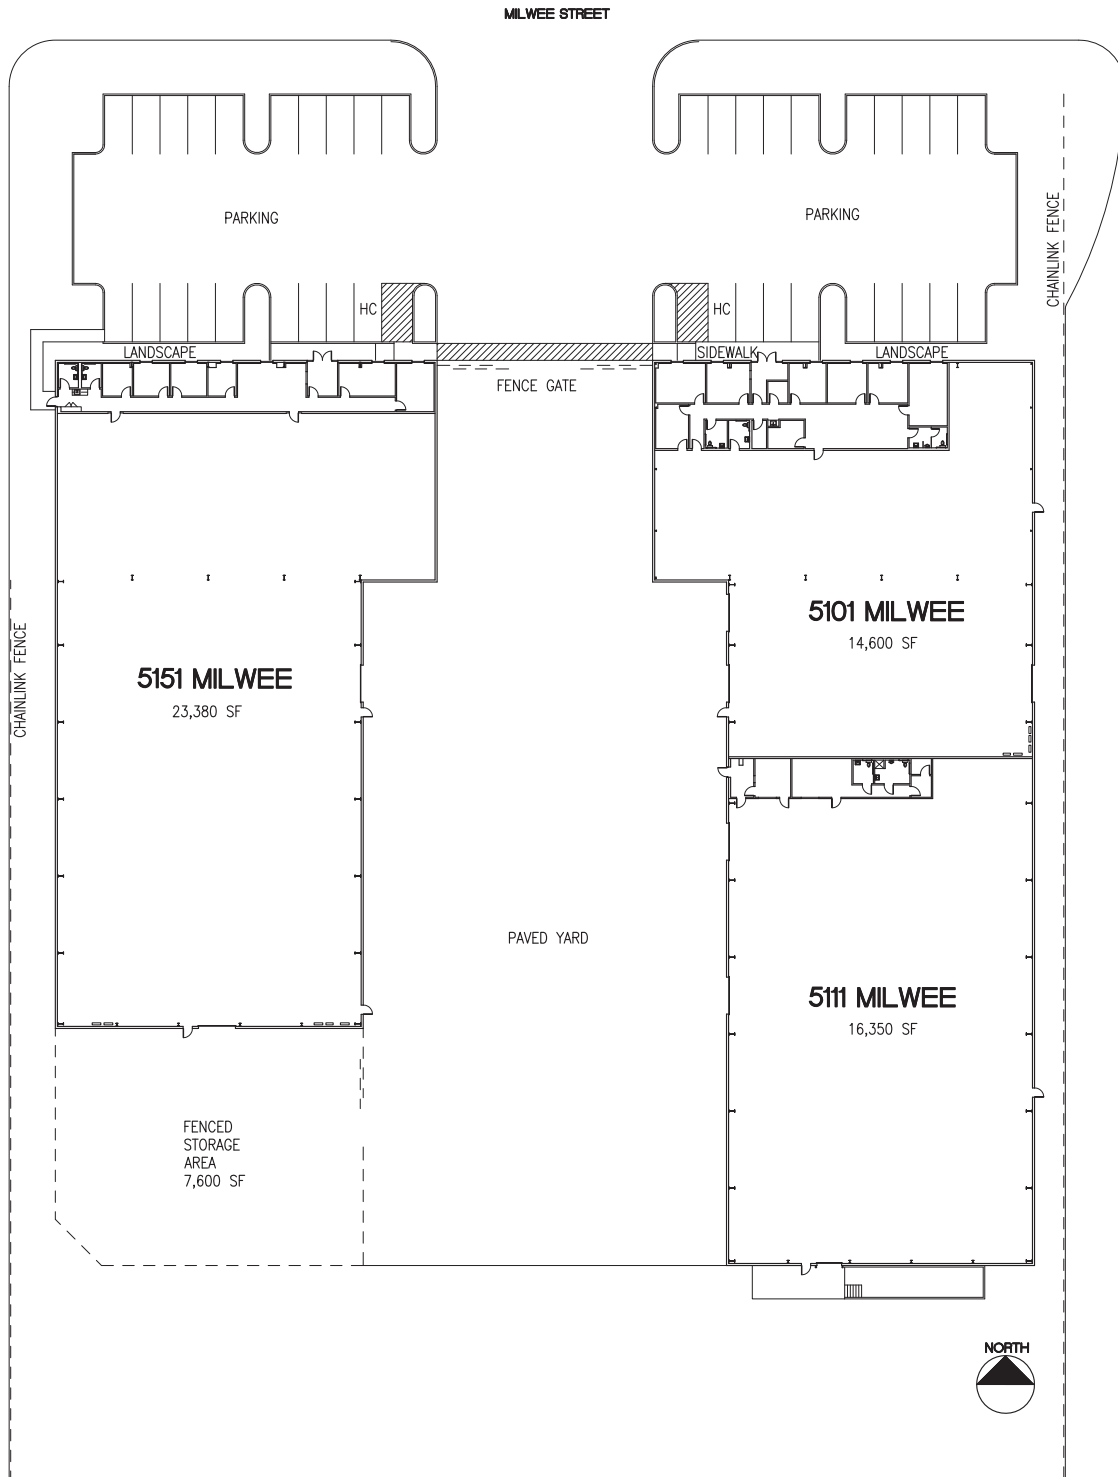 MILWEE STREET
PARKING
PARKING
CHAINLINK FENCE
HC
HC
LANDSCAPE
SIDEWALK
LANDSCAPE
FENCE GATE
5101 MILWEE
14,600 SF
CHAINLINK FENCE
5151 MILWEE
23,380 SF
PAVED YARD
5111 MILWEE
16,350 SF
FENCED
STORAGE
AREA
7,600 SF
NORTH